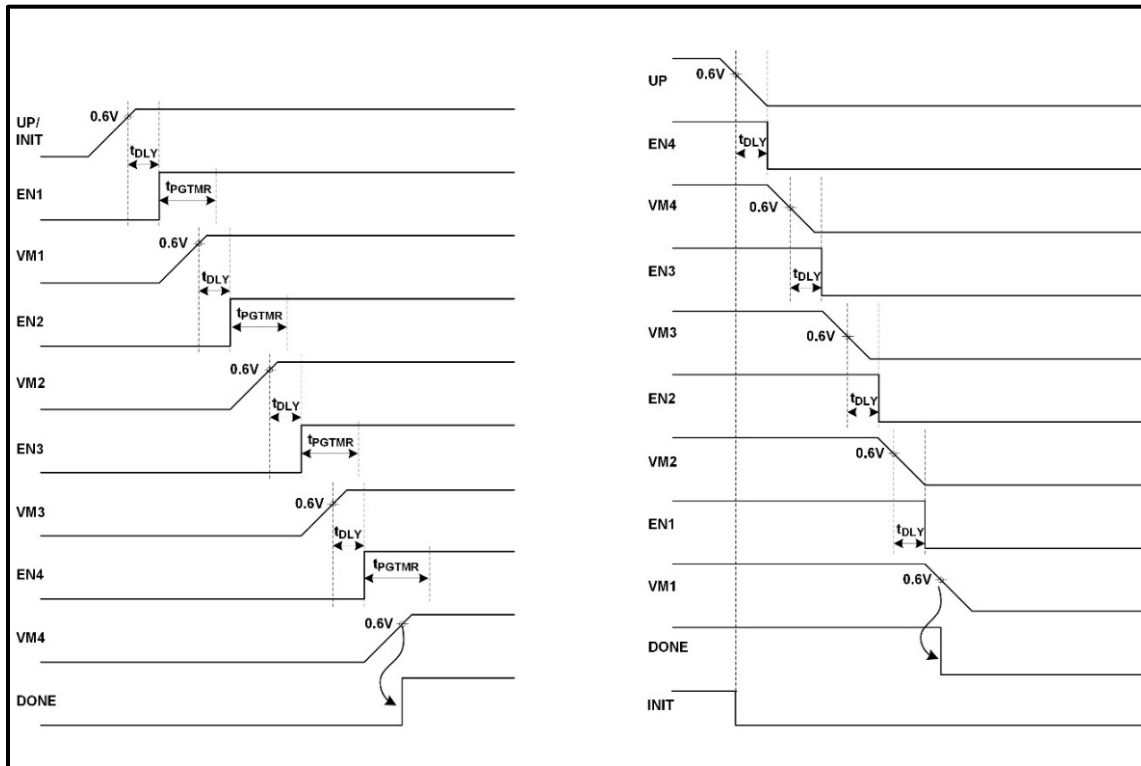 UP/
INIT
0.6V
tDLY
EN1
tPGTMR
VM1
0.6V
tDLY
EN2
tPGTMR
VM2
0.6V
tDLY
EN3
tPGTMR
VM3
0.6V
tDLY
EN4
tPGTMR
VM4
0.6V
DONE
UP
0.6V
EN4
tDLY
VM4
0.6V
EN3
tDLY
VM3
0.6V
EN2
tDLY
VM2
0.6V
EN1
tDLY
VM1
0.6V
DONE
INIT